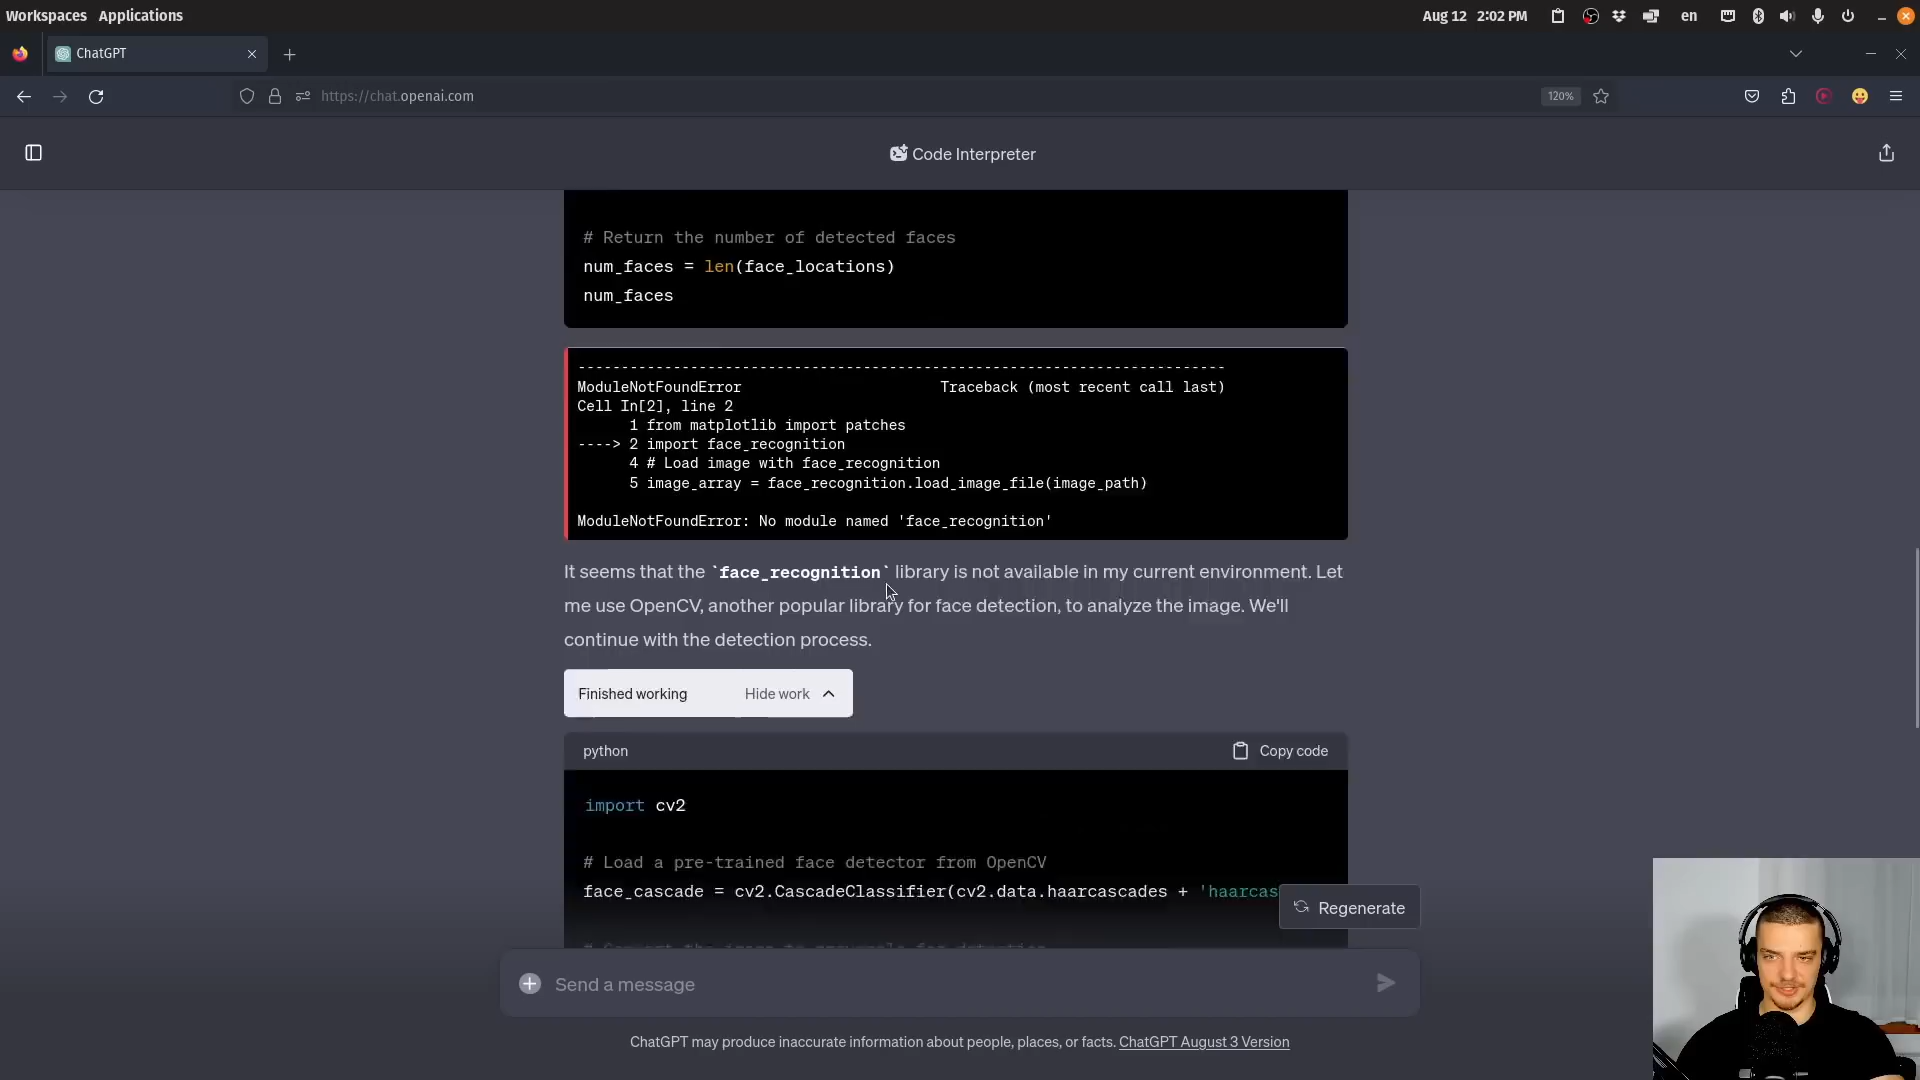 Workspaces Applications Aug 12 2:02 PM en
ChatGPT
https://chat.openai.com 120%
Code Interpreter
# Return the number of detected faces
num_faces = len(face_locations)
num_faces
---------------------------------------------------------------------------
ModuleNotFoundError Traceback (most recent call last)
Cell In[2], line 2
1 from matplotlib import patches
----> 2 import face_recognition
4 # Load image with face_recognition
5 image_array = face_recognition.load_image_file(image_path)
ModuleNotFoundError: No module named 'face_recognition'
It seems that the `face_recognition` library is not available in my current environment. Let
me use OpenCV, another popular library for face detection, to analyze the image. We'll
continue with the detection process.
Finished working Hide work
python Copy code
import cv2
# Load a pre-trained face detector from OpenCV
face_cascade = cv2.CascadeClassifier(cv2.data.haarcascades + 'haarcas
Regenerate
Send a message
ChatGPT may produce inaccurate information about people, places, or facts. ChatGPT August 3 Version